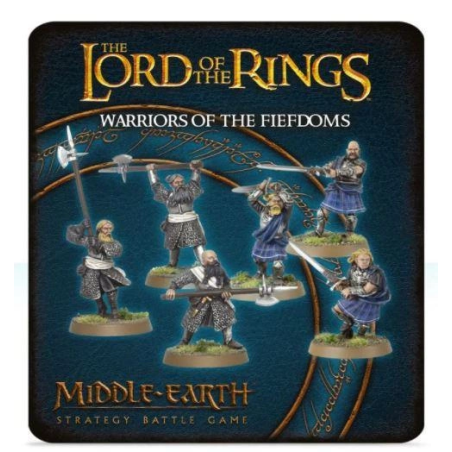 THE
LORD OF THE RINGS
WARRIORS OF THE FIEFDOMS
MIDDLE-EARTH
STRATEGY BATTLE GAME